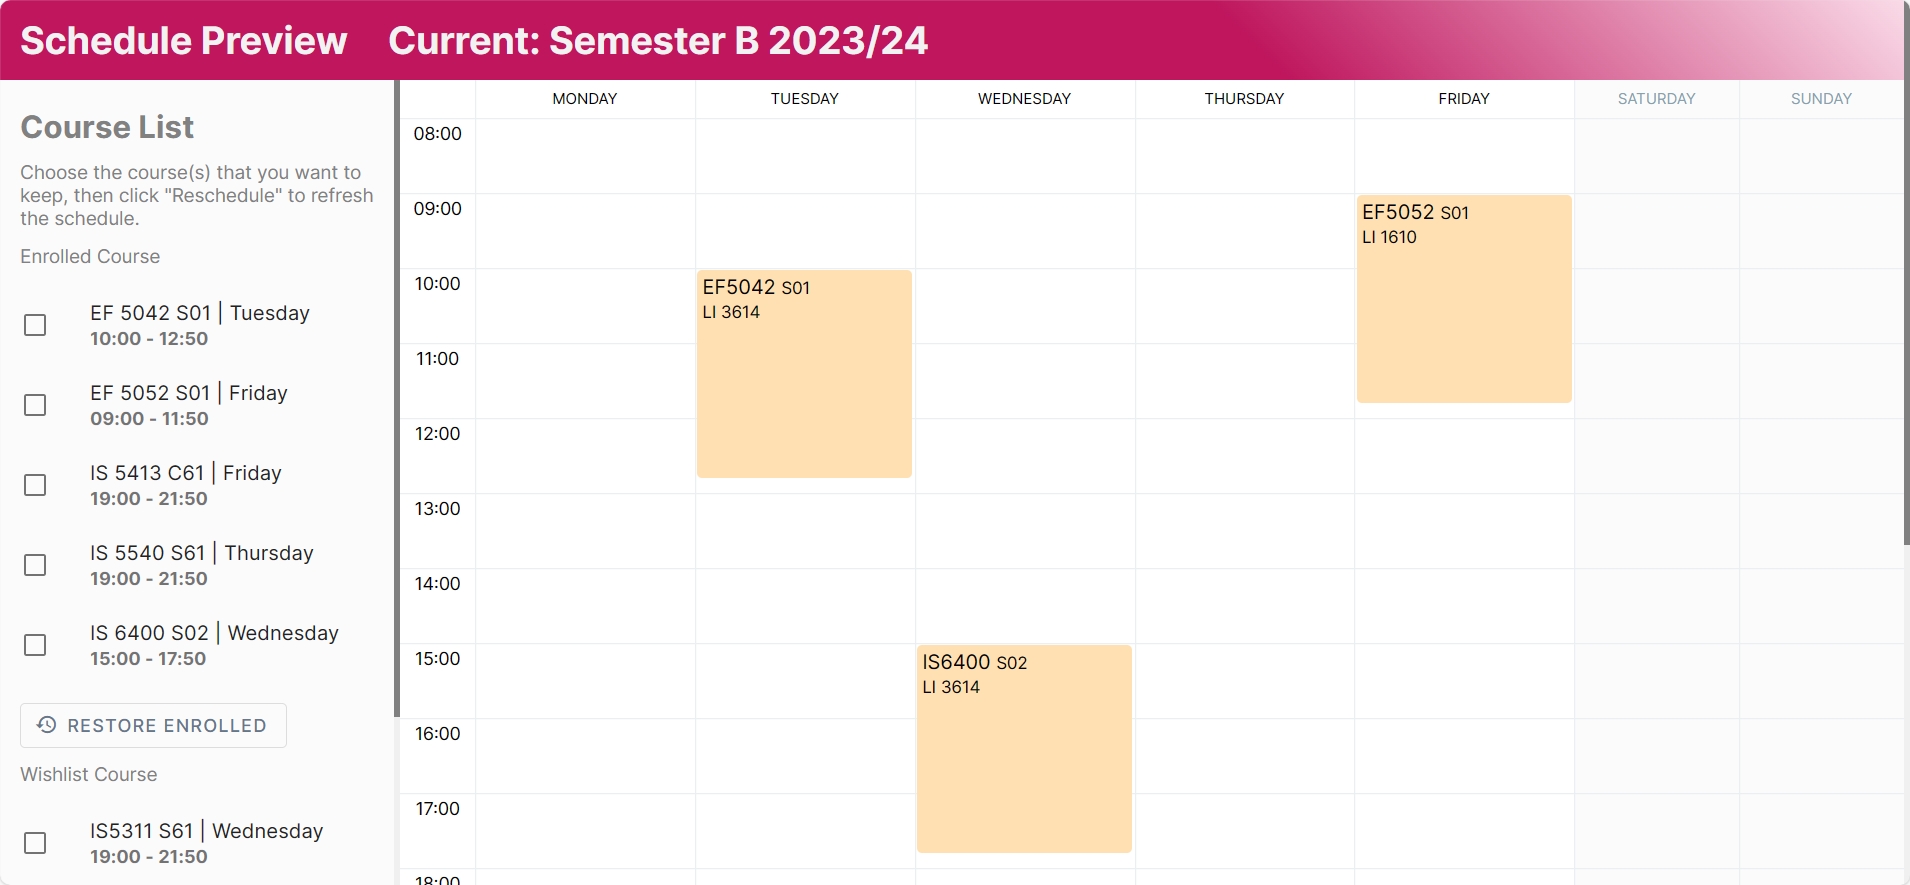 Schedule Preview Current: Semester B 2023/24
Course List
Choose the course(s) that you want to
keep, then click "Reschedule" to refresh
the schedule.
Enrolled Course
EF 5042 S01 | Tuesday
10:00 - 12:50
EF 5052 S01 | Friday
09:00 - 11:50
IS 5413 C61 | Friday
19:00 - 21:50
IS 5540 S61 | Thursday
19:00 - 21:50
IS 6400 S02 | Wednesday
15:00 - 17:50
RESTORE ENROLLED
Wishlist Course
IS5311 S61 | Wednesday
19:00 - 21:50
MONDAY TUESDAY WEDNESDAY THURSDAY FRIDAY SATURDAY SUNDAY
08:00
09:00
EF5052 S01
LI 1610
10:00
EF5042 S01
LI 3614
11:00
12:00
13:00
14:00
15:00
IS6400 S02
LI 3614
16:00
17:00
18:00